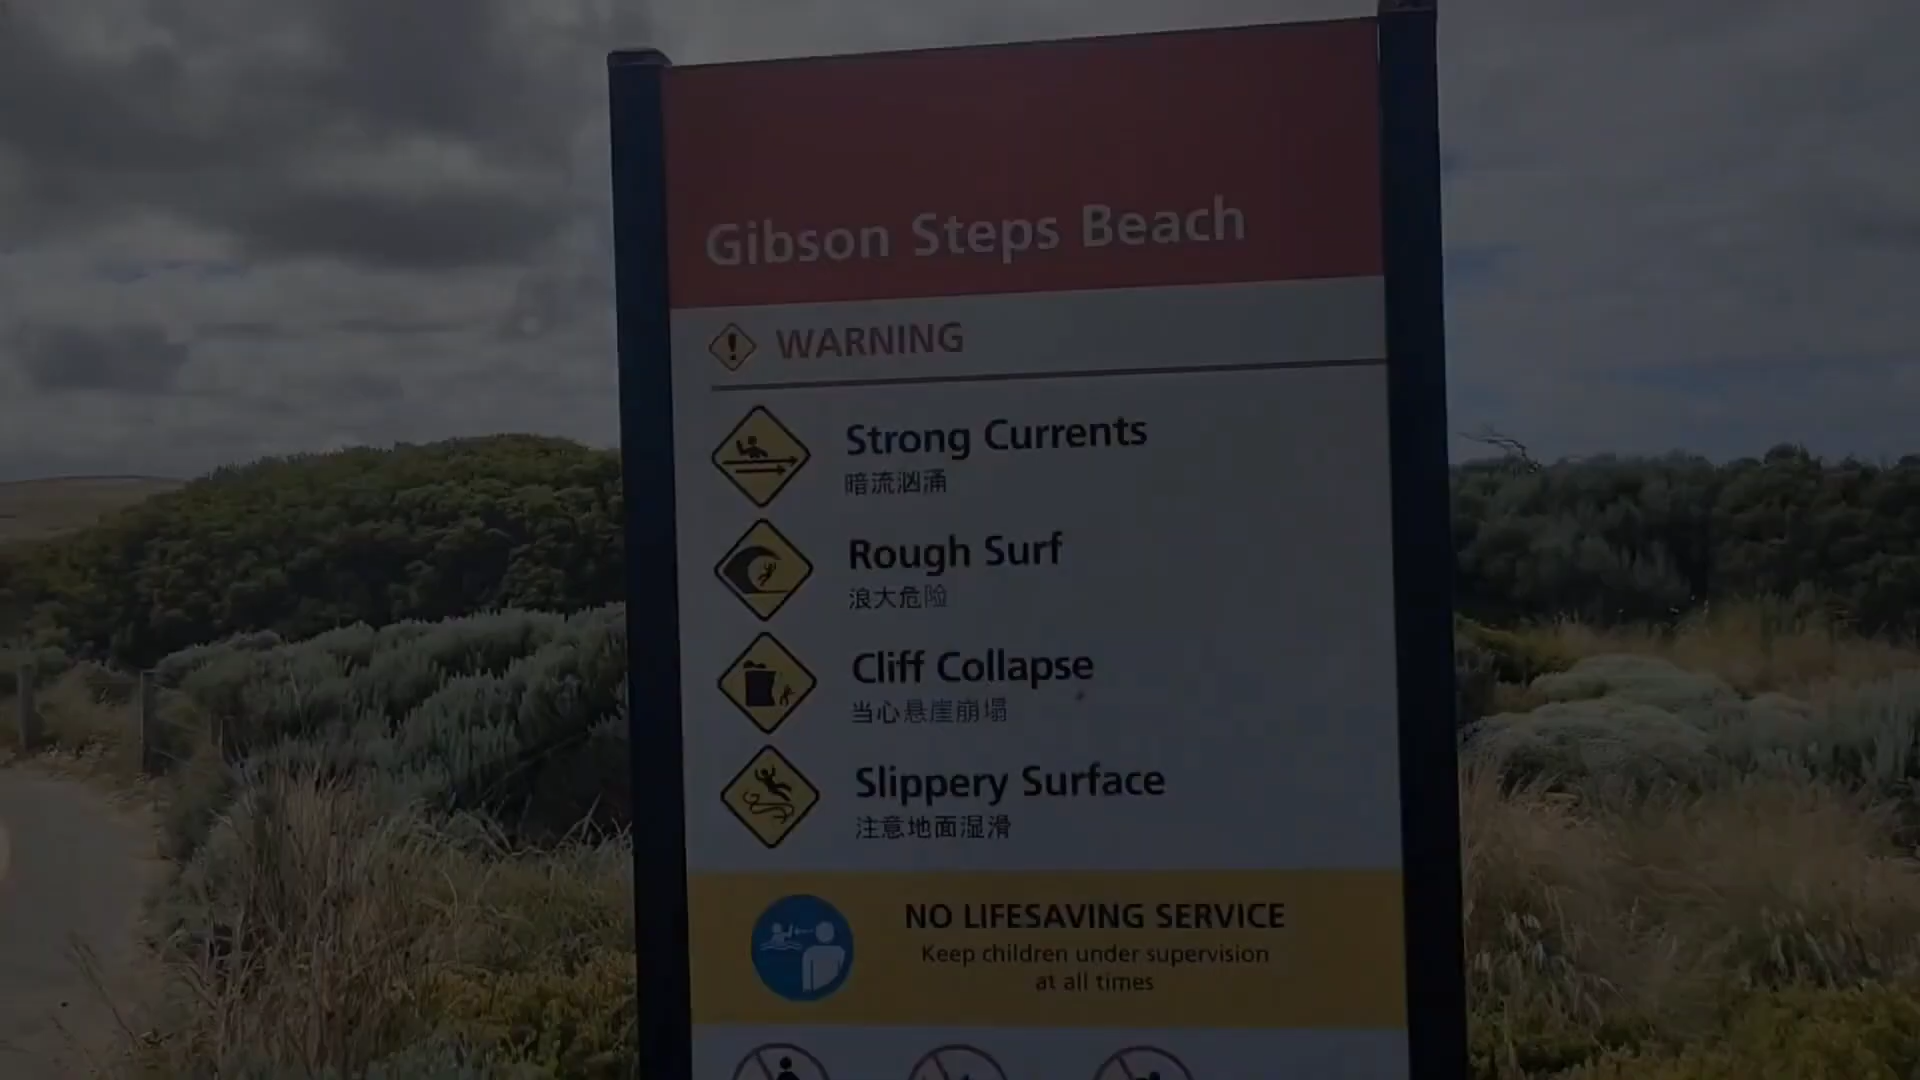 Gibson Steps Beach
WARNING
Strong Currents
暗流汹涌
Rough Surf
浪大危险
Cliff Collapse
当心悬崖崩塌
Slippery Surface
注意地面湿滑
NO LIFESAVING SERVICE
Keep children under supervision
at all times